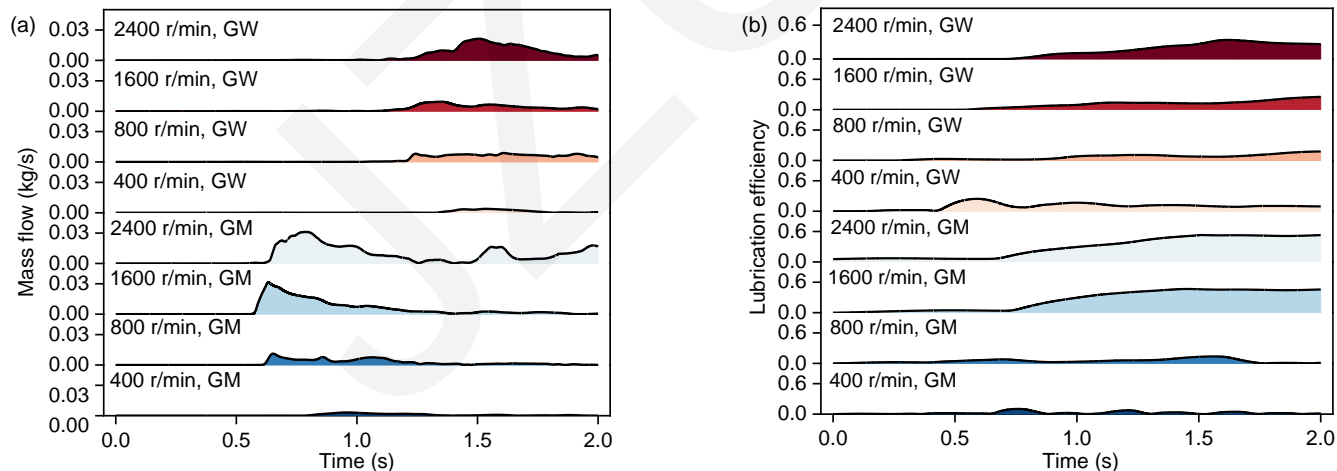 (a)
Mass flow (kg/s)
0.03
0.00
2400 r/min, GW
0.03
0.00
1600 r/min, GW
0.03
0.00
800 r/min, GW
0.03
0.00
400 r/min, GW
0.03
0.00
2400 r/min, GM
0.03
0.00
1600 r/min, GM
0.03
0.00
800 r/min, GM
0.03
0.00
400 r/min, GM
0.0 0.5 1.0 1.5 2.0
Time (s)
(b)
Lubrication efficiency
0.6
0.0
2400 r/min, GW
0.6
0.0
1600 r/min, GW
0.6
0.0
800 r/min, GW
0.6
0.0
400 r/min, GW
0.6
0.0
2400 r/min, GM
0.6
0.0
1600 r/min, GM
0.6
0.0
800 r/min, GM
0.6
0.0
400 r/min, GM
0.0 0.5 1.0 1.5 2.0
Time (s)